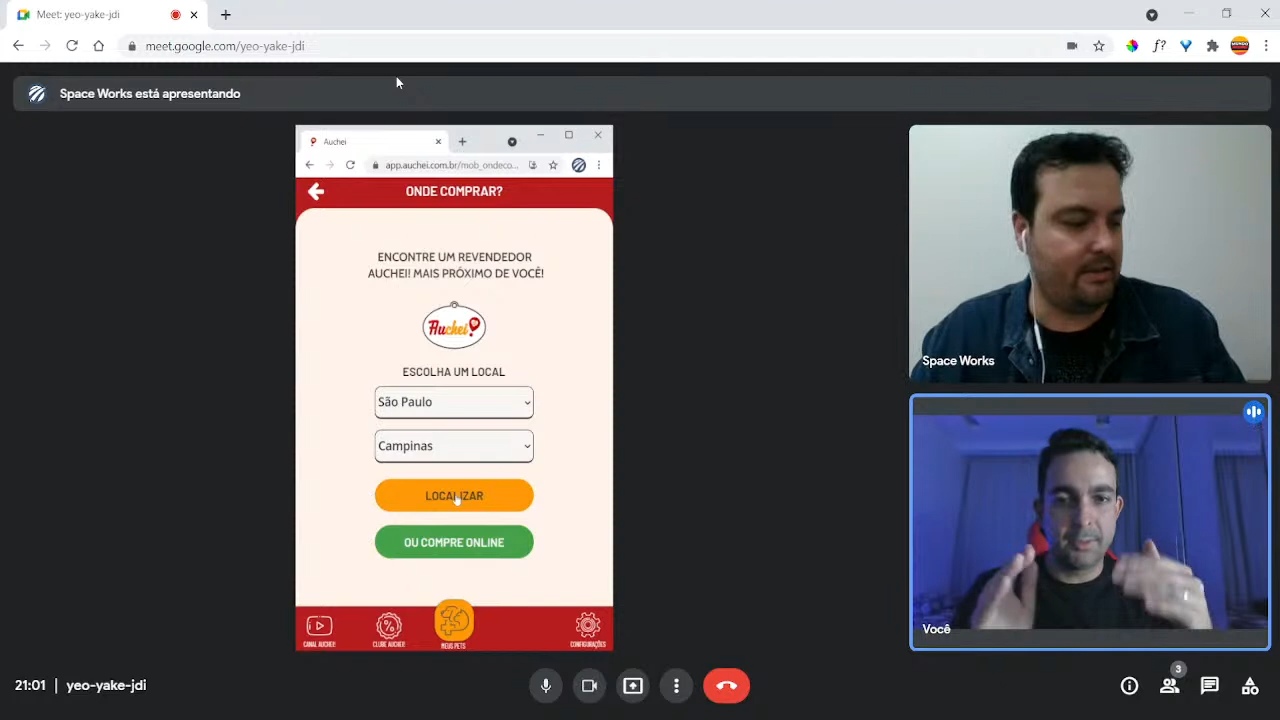 Meet: yeo-yake-jdi
meet.google.com/yeo-yake-jdi
f?
Space Works está apresentando
Auchei
app.auchei.com.br/mob_ondeco...
ONDE COMPRAR?
ENCONTRE UM REVENDEDOR
AUCHEI! MAIS PRÓXIMO DE VOCÊ!
Auchei
ESCOLHA UM LOCAL
São Paulo
Campinas
LOCALIZAR
OU COMPRE ONLINE
CANAL AUCHEI!
CLUBE AUCHEI!
MEUS PETS
CONFIGURAÇÕES
Space Works
Você
21:01 | yeo-yake-jdi
3